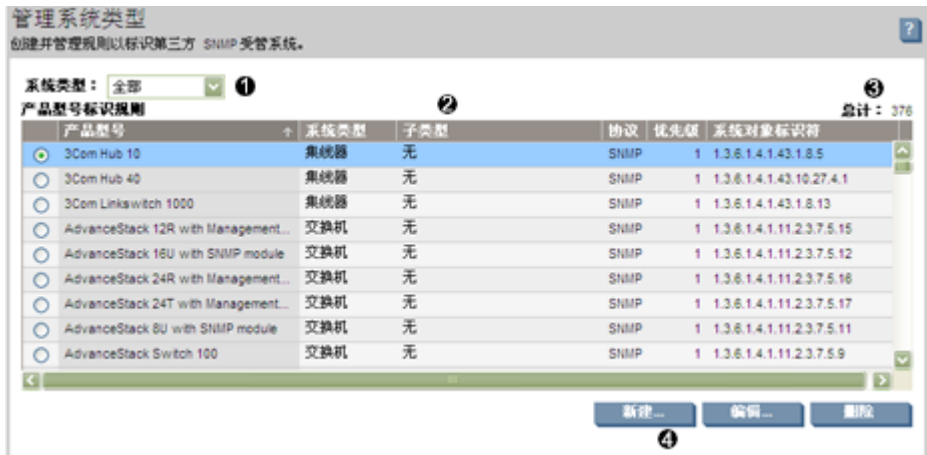 管理系统类型
?
创建并管理规则以标识第三方 SNMP 受管系统。
系统类型： 全部 ❶
产品型号标识规则 ❷ ❸
总计： 376
产品型号 ↑ 系统类型 子类型 协议 优先级 系统对象标识符
3Com Hub 10 集线器 无 SNMP 1 1.3.6.1.4.1.43.1.8.5
3Com Hub 40 集线器 无 SNMP 1 1.3.6.1.4.1.43.10.27.4.1
3Com Linkswitch 1000 集线器 无 SNMP 1 1.3.6.1.4.1.43.1.8.13
AdvanceStack 12R with Management... 交换机 无 SNMP 1 1.3.6.1.4.1.11.2.3.7.5.15
AdvanceStack 16U with SNMP module 交换机 无 SNMP 1 1.3.6.1.4.1.11.2.3.7.5.12
AdvanceStack 24R with Management... 交换机 无 SNMP 1 1.3.6.1.4.1.11.2.3.7.5.16
AdvanceStack 24T with Management... 交换机 无 SNMP 1 1.3.6.1.4.1.11.2.3.7.5.17
AdvanceStack 8U with SNMP module 交换机 无 SNMP 1 1.3.6.1.4.1.11.2.3.7.5.11
AdvanceStack Switch 100 交换机 无 SNMP 1 1.3.6.1.4.1.11.2.3.7.5.9
新建... 编辑... 删除
❹